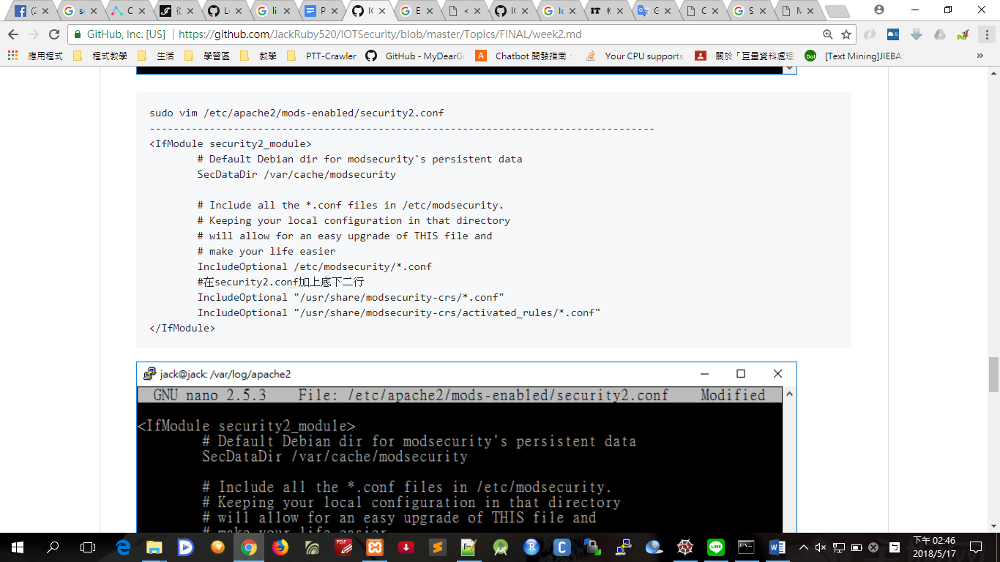 GitHub, Inc. [US] https://github.com/JackRuby520/IOTSecurity/blob/master/Topics/FINAL/week2.md
應用程式 程式教學 生活 學習區 教學 PTT-Crawler GitHub - MyDearGr Chatbot 開發指南: Your CPU supports 關於「巨量資料處理 [Text Mining]JIEBA
sudo vim /etc/apache2/mods-enabled/security2.conf
------------------------------------------------------------------------------------
<IfModule security2_module>
# Default Debian dir for modsecurity's persistent data
SecDataDir /var/cache/modsecurity
# Include all the *.conf files in /etc/modsecurity.
# Keeping your local configuration in that directory
# will allow for an easy upgrade of THIS file and
# make your life easier
IncludeOptional /etc/modsecurity/*.conf
#在security2.conf加上底下二行
IncludeOptional "/usr/share/modsecurity-crs/*.conf"
IncludeOptional "/usr/share/modsecurity-crs/activated_rules/*.conf"
</IfModule>
jack@jack: /var/log/apache2
GNU nano 2.5.3 File: /etc/apache2/mods-enabled/security2.conf Modified
<IfModule security2_module>
# Default Debian dir for modsecurity's persistent data
SecDataDir /var/cache/modsecurity
# Include all the *.conf files in /etc/modsecurity.
# Keeping your local configuration in that directory
# will allow for an easy upgrade of THIS file and
# make your life easier
下午 02:46
2018/5/17